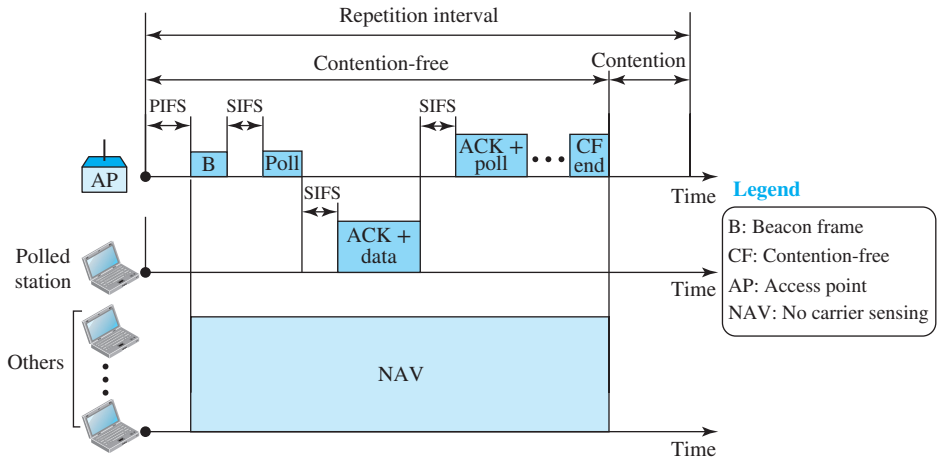 Repetition interval
Contention-free
Contention
PIFS
SIFS
SIFS
B
Poll
ACK +
poll
CF
end
AP
Time
SIFS
ACK +
data
Polled
station
Time
Others
NAV
Time
Legend
B: Beacon frame
CF: Contention-free
AP: Access point
NAV: No carrier sensing